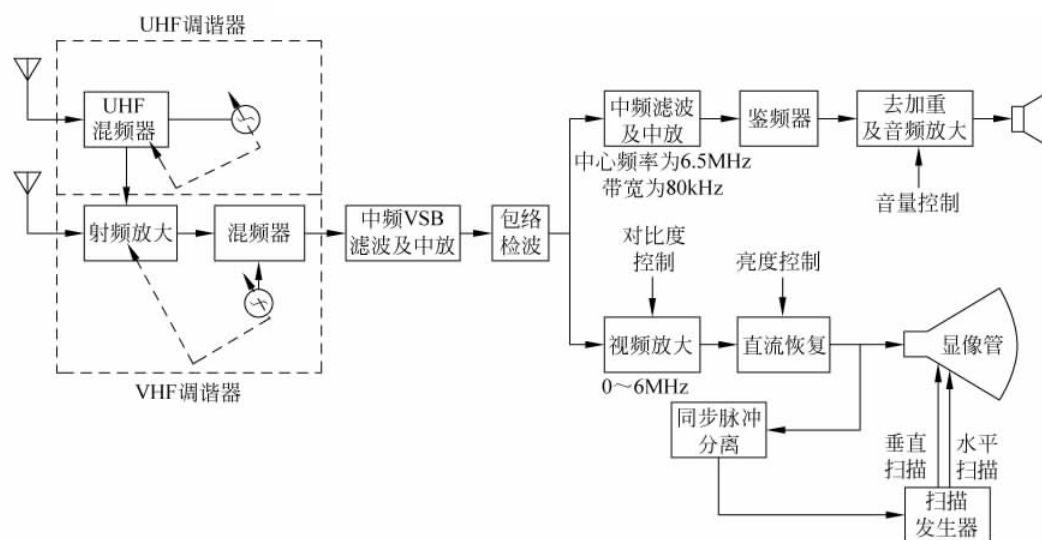 UHF调谐器
UHF
混频器
射频放大
混频器
VHF调谐器
中频VSB
滤波及中放
包络
检波
中频滤波
及中放
中心频率为6.5MHz
带宽为80kHz
鉴频器
去加重
及音频放大
音量控制
对比度
控制
亮度控制
视频放大
0～6MHz
直流恢复
显像管
同步脉冲
分离
垂直
扫描
水平
扫描
扫描
发生器